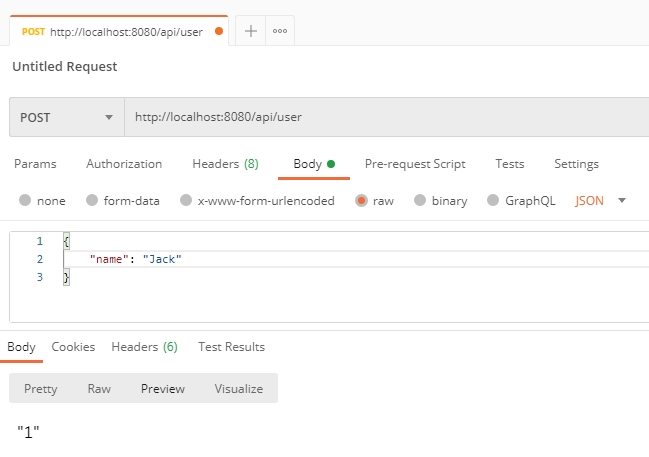 POST http://localhost:8080/api/user
Untitled Request
POST http://localhost:8080/api/user
Params Authorization Headers (8) Body Pre-request Script Tests Settings
none form-data x-www-form-urlencoded raw binary GraphQL JSON
1 {
2 "name": "Jack"
3 }
Body Cookies Headers (6) Test Results
Pretty Raw Preview Visualize
"1"